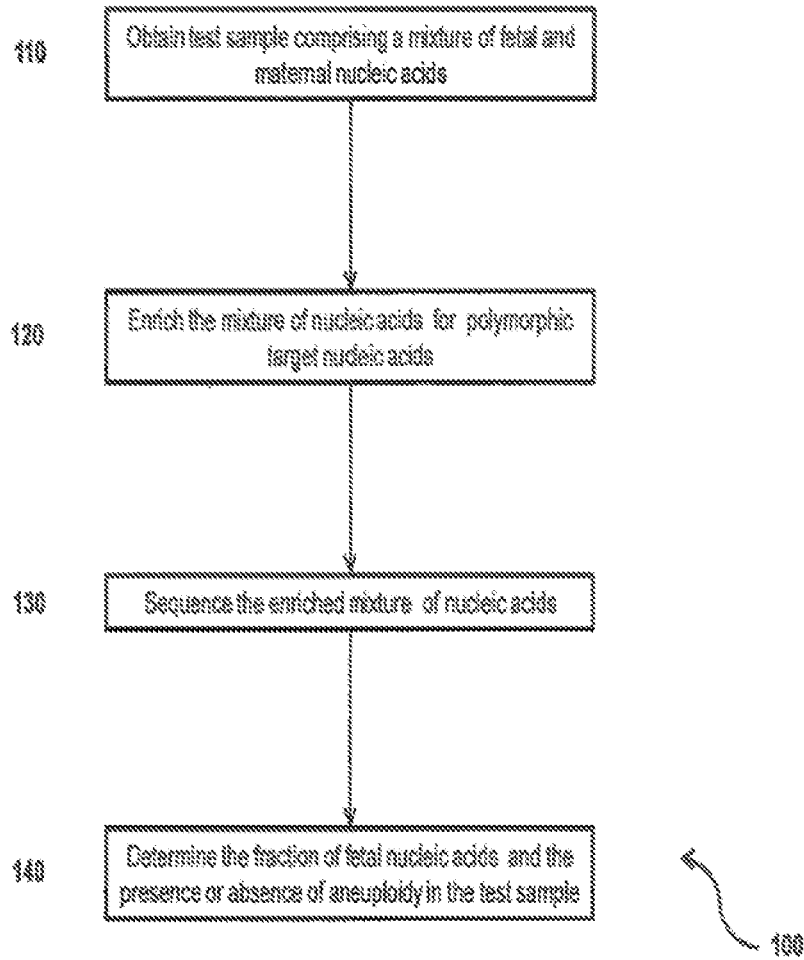 110
Obtain test sample comprising a mixture of fetal and
maternal nucleic acids
120
Enrich the mixture of nucleic acids for polymorphic
target nucleic acids
130
Sequence the enriched mixture of nucleic acids
140
Determine the fraction of fetal nucleic acids and the
presence or absence of aneuploidy in the test sample
100